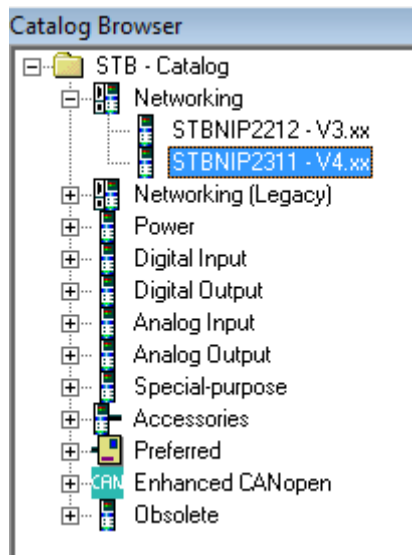 Catalog Browser
STB - Catalog
Networking
STBNIP2212 - V3.xx
STBNIP2311 - V4.xx
Networking (Legacy)
Power
Digital Input
Digital Output
Analog Input
Analog Output
Special-purpose
Accessories
Preferred
CAN Enhanced CANopen
Obsolete